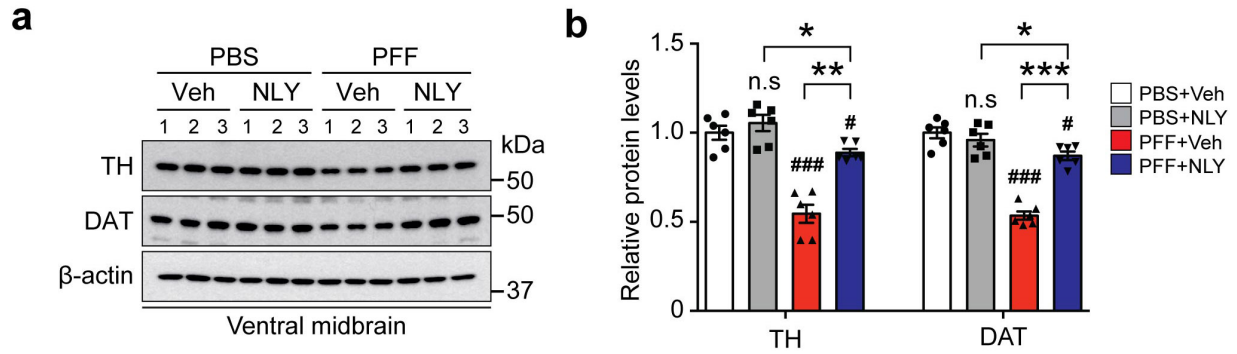 a
PBS PFF
Veh NLY Veh NLY
1 2 3 1 2 3 1 2 3 1 2 3
kDa
TH
50
DAT
50
β-actin
37
Ventral midbrain
b
Relative protein levels
1.5
1.0
0.5
0
n.s
###
#
*
**
n.s
###
#
*
***
TH
DAT
PBS+Veh
PBS+NLY
PFF+Veh
PFF+NLY